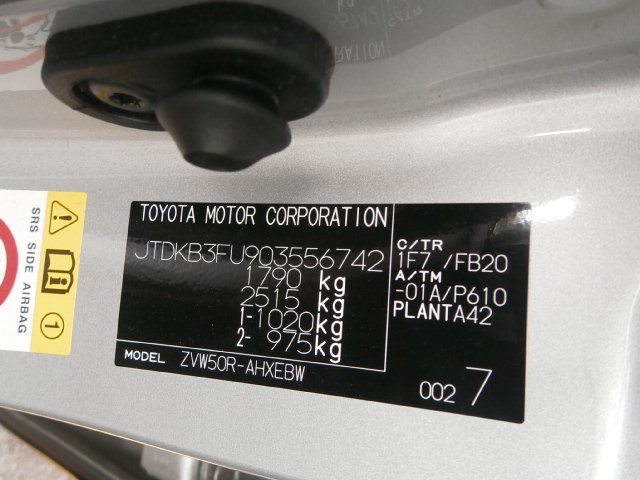 TOYOTA MOTOR CORPORATION
JTDKB3FU903556742
1790 kg
2515 kg
1-1020kg
2- 975kg
MODEL ZVW50R-AHXEBW
C/TR
1F7 /FB20
A/TM
-01A/P610
PLANTA42
002 7
SRS SIDE AIRBAG
1